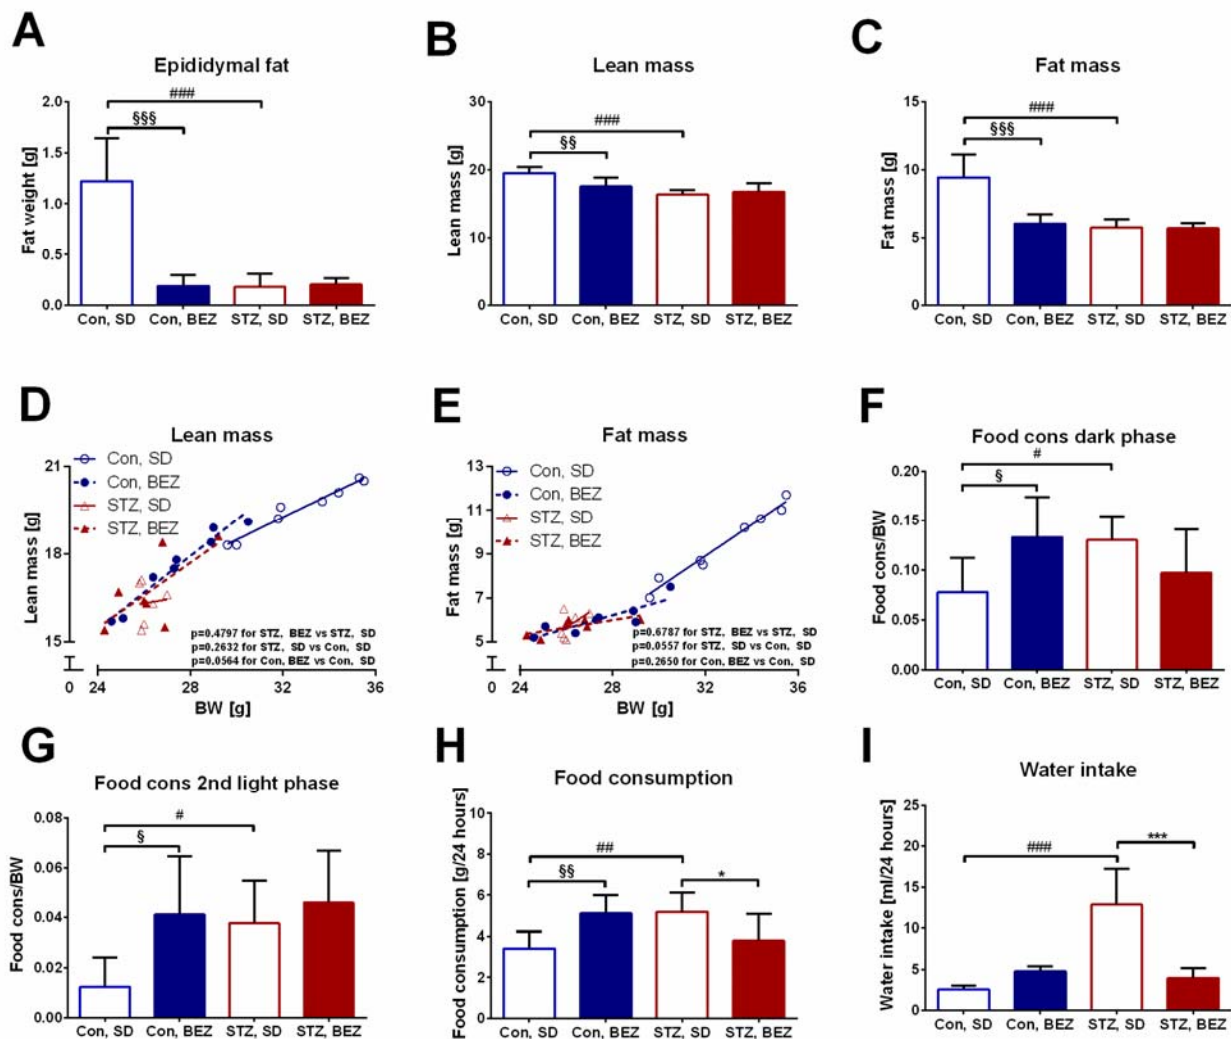 A
Epididymal fat
Fat weight [g]
2.0
1.5
1.0
0.5
0.0
###
§§§
Con, SD Con, BEZ STZ, SD STZ, BEZ
B
Lean mass
Lean mass [g]
30
20
10
0
###
§§
Con, SD Con, BEZ STZ, SD STZ, BEZ
C
Fat mass
Fat mass [g]
15
10
5
0
###
§§§
Con, SD Con, BEZ STZ, SD STZ, BEZ
D
Lean mass
Lean mass [g]
21
18
15
0
Con, SD
Con, BEZ
STZ, SD
STZ, BEZ
p=0.4797 for STZ, BEZ vs STZ, SD
p=0.2632 for STZ, SD vs Con, SD
p=0.0564 for Con, BEZ vs Con, SD
24 28 32 36
BW [g]
E
Fat mass
Fat mass [g]
13
11
9
7
5
0
Con, SD
Con, BEZ
STZ, SD
STZ, BEZ
p=0.6787 for STZ, BEZ vs STZ, SD
p=0.0557 for STZ, SD vs Con, SD
p=0.2650 for Con, BEZ vs Con, SD
24 28 32 36
BW [g]
F
Food cons dark phase
Food cons/BW
0.20
0.15
0.10
0.05
0.00
#
§
Con, SD Con, BEZ STZ, SD STZ, BEZ
G
Food cons 2nd light phase
Food cons/BW
0.08
0.06
0.04
0.02
0.00
#
§
Con, SD Con, BEZ STZ, SD STZ, BEZ
H
Food consumption
Food consumption [g/24 hours]
10
8
6
4
2
0
##
§§
*
Con, SD Con, BEZ STZ, SD STZ, BEZ
I
Water intake
Water intake [ml/24 hours]
25
20
15
10
5
0
###
***
Con, SD Con, BEZ STZ, SD STZ, BEZ